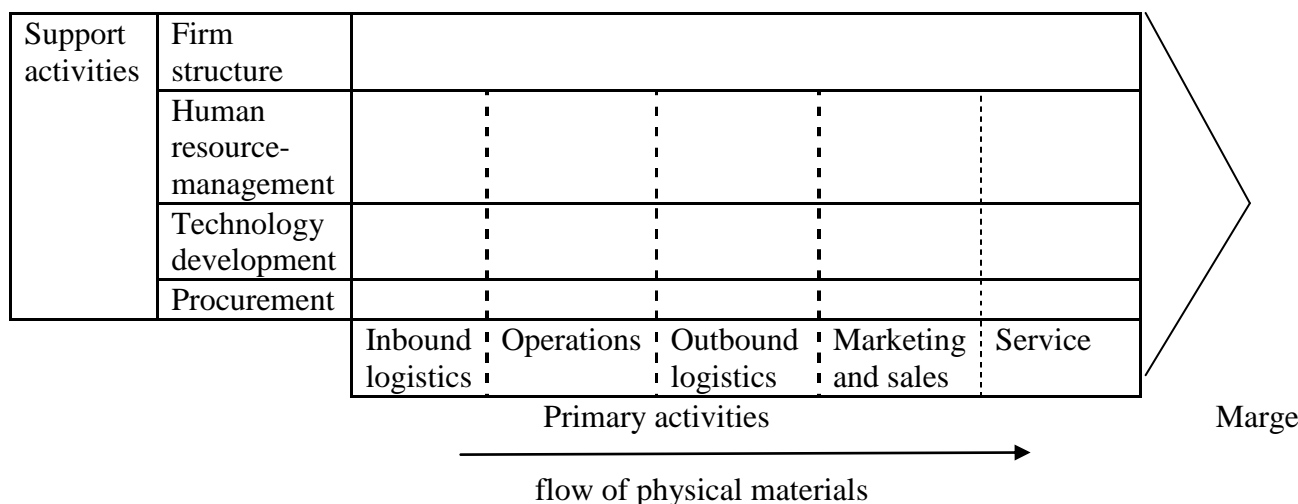 Support activities
Firm structure
Human resource-management
Technology development
Procurement
Inbound logistics
Operations
Outbound logistics
Marketing and sales
Service
Primary activities
Marge
flow of physical materials